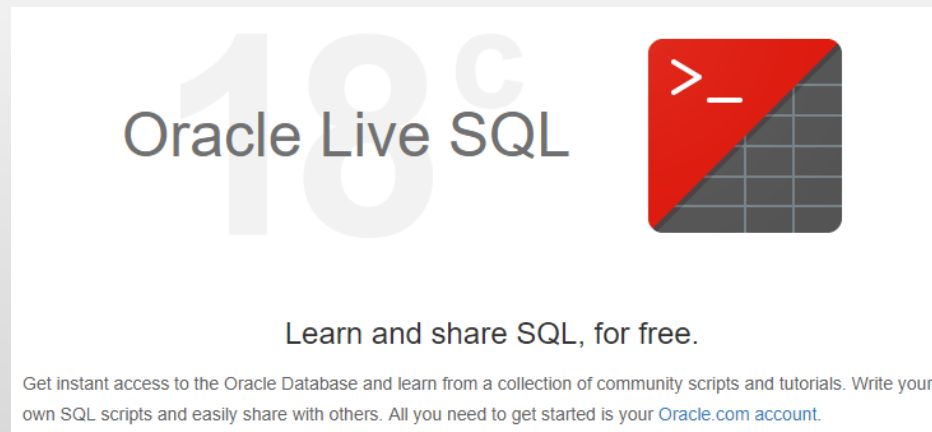 18c
Oracle Live SQL
>_
Learn and share SQL, for free.
Get instant access to the Oracle Database and learn from a collection of community scripts and tutorials. Write your
own SQL scripts and easily share with others. All you need to get started is your Oracle.com account.